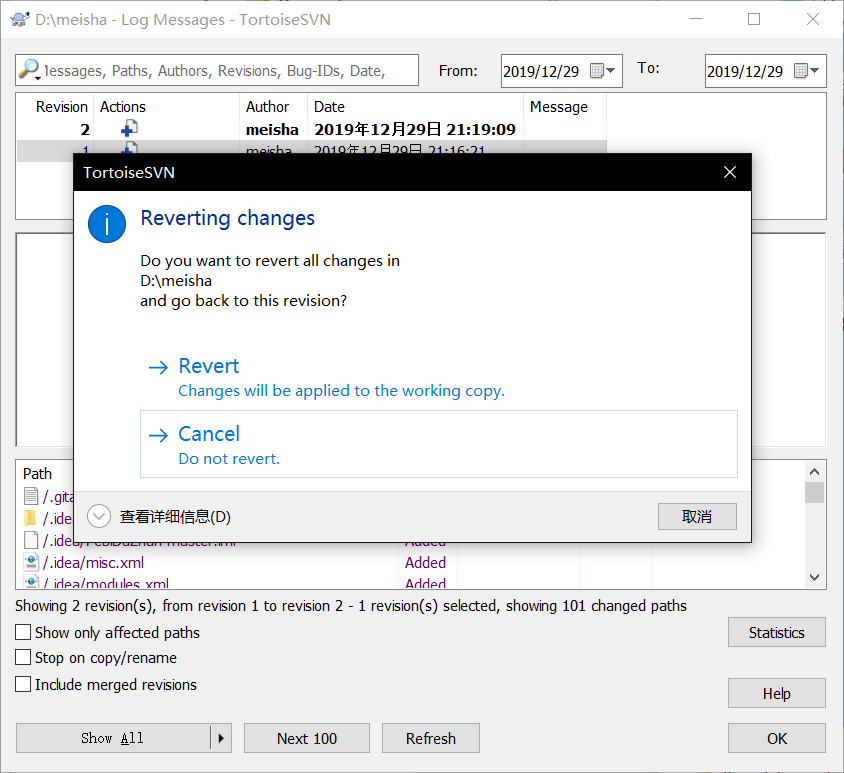 D:\meisha - Log Messages - TortoiseSVN
Messages, Paths, Authors, Revisions, Bug-IDs, Date,
From:
2019/12/29
To:
2019/12/29
Revision Actions Author Date Message
2 meisha 2019年12月29日 21:19:09
1 meisha 2019年12月29日 21:16:21
TortoiseSVN
Reverting changes
Do you want to revert all changes in
D:\meisha
and go back to this revision?
Revert
Changes will be applied to the working copy.
Cancel
Do not revert.
查看详细信息(D)
取消
Path
/.gita
/.idea
/.idea/ Added
/.idea/misc.xml Added
/.idea/modules.xml Added
Showing 2 revision(s), from revision 1 to revision 2 - 1 revision(s) selected, showing 101 changed paths
Show only affected paths
Stop on copy/rename
Include merged revisions
Statistics
Help
Show All
Next 100
Refresh
OK